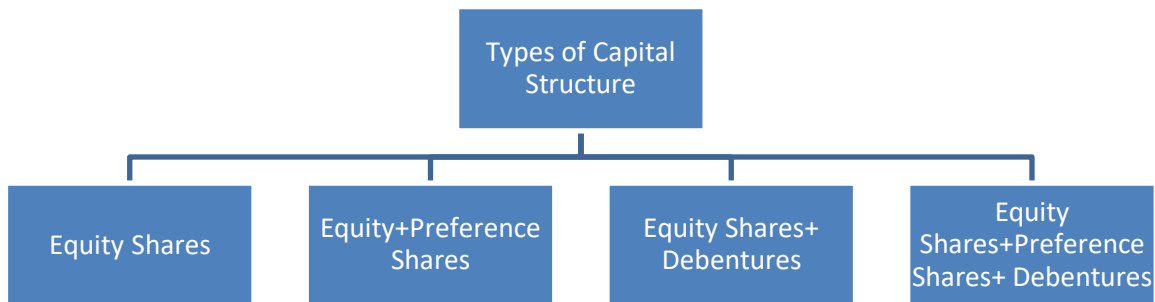 Types of Capital
Structure
Equity Shares
Equity+Preference
Shares
Equity Shares+
Debentures
Equity
Shares+Preference
Shares+ Debentures